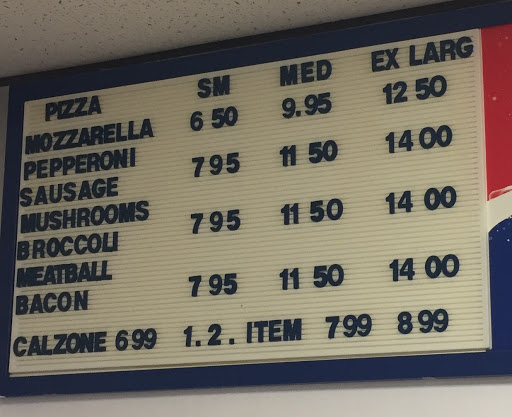 PIZZA SM MED EX LARG
MOZZARELLA 6 50 9.95 12 50
PEPPERONI 7 95 11 50 14 00
SAUSAGE
MUSHROOMS 7 95 11 50 14 00
BROCCOLI
MEATBALL 7 95 11 50 14 00
BACON
CALZONE 6 99 1. 2. ITEM 7 99 8 99